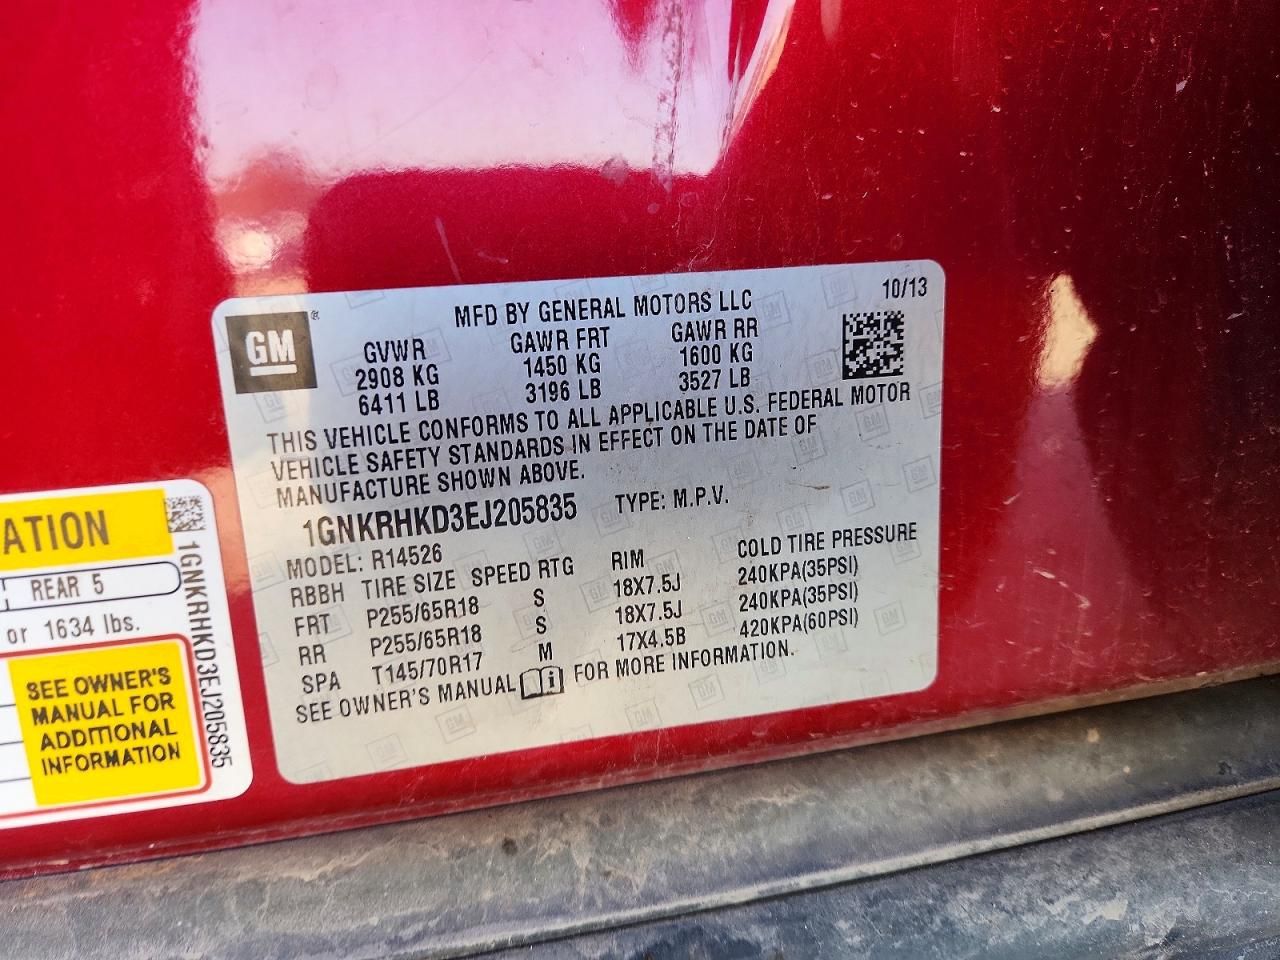 GM
MFD BY GENERAL MOTORS LLC
10/13
GVWR GAWR FRT GAWR RR
2908 KG 1450 KG 1600 KG
6411 LB 3196 LB 3527 LB
THIS VEHICLE CONFORMS TO ALL APPLICABLE U.S. FEDERAL MOTOR
VEHICLE SAFETY STANDARDS IN EFFECT ON THE DATE OF
MANUFACTURE SHOWN ABOVE.
1GNKRHKD3EJ205835 TYPE: M.P.V.
MODEL: R14526
RBBH TIRE SIZE SPEED RTG RIM COLD TIRE PRESSURE
FRT P255/65R18 S 18X7.5J 240KPA(35PSI)
RR P255/65R18 S 18X7.5J 240KPA(35PSI)
SPA T145/70R17 M 17X4.5B 420KPA(60PSI)
SEE OWNER'S MANUAL FOR MORE INFORMATION.
ATION
REAR 5
or 1634 lbs.
SEE OWNER'S
MANUAL FOR
ADDITIONAL
INFORMATION
1GNKRHKD3EJ205835